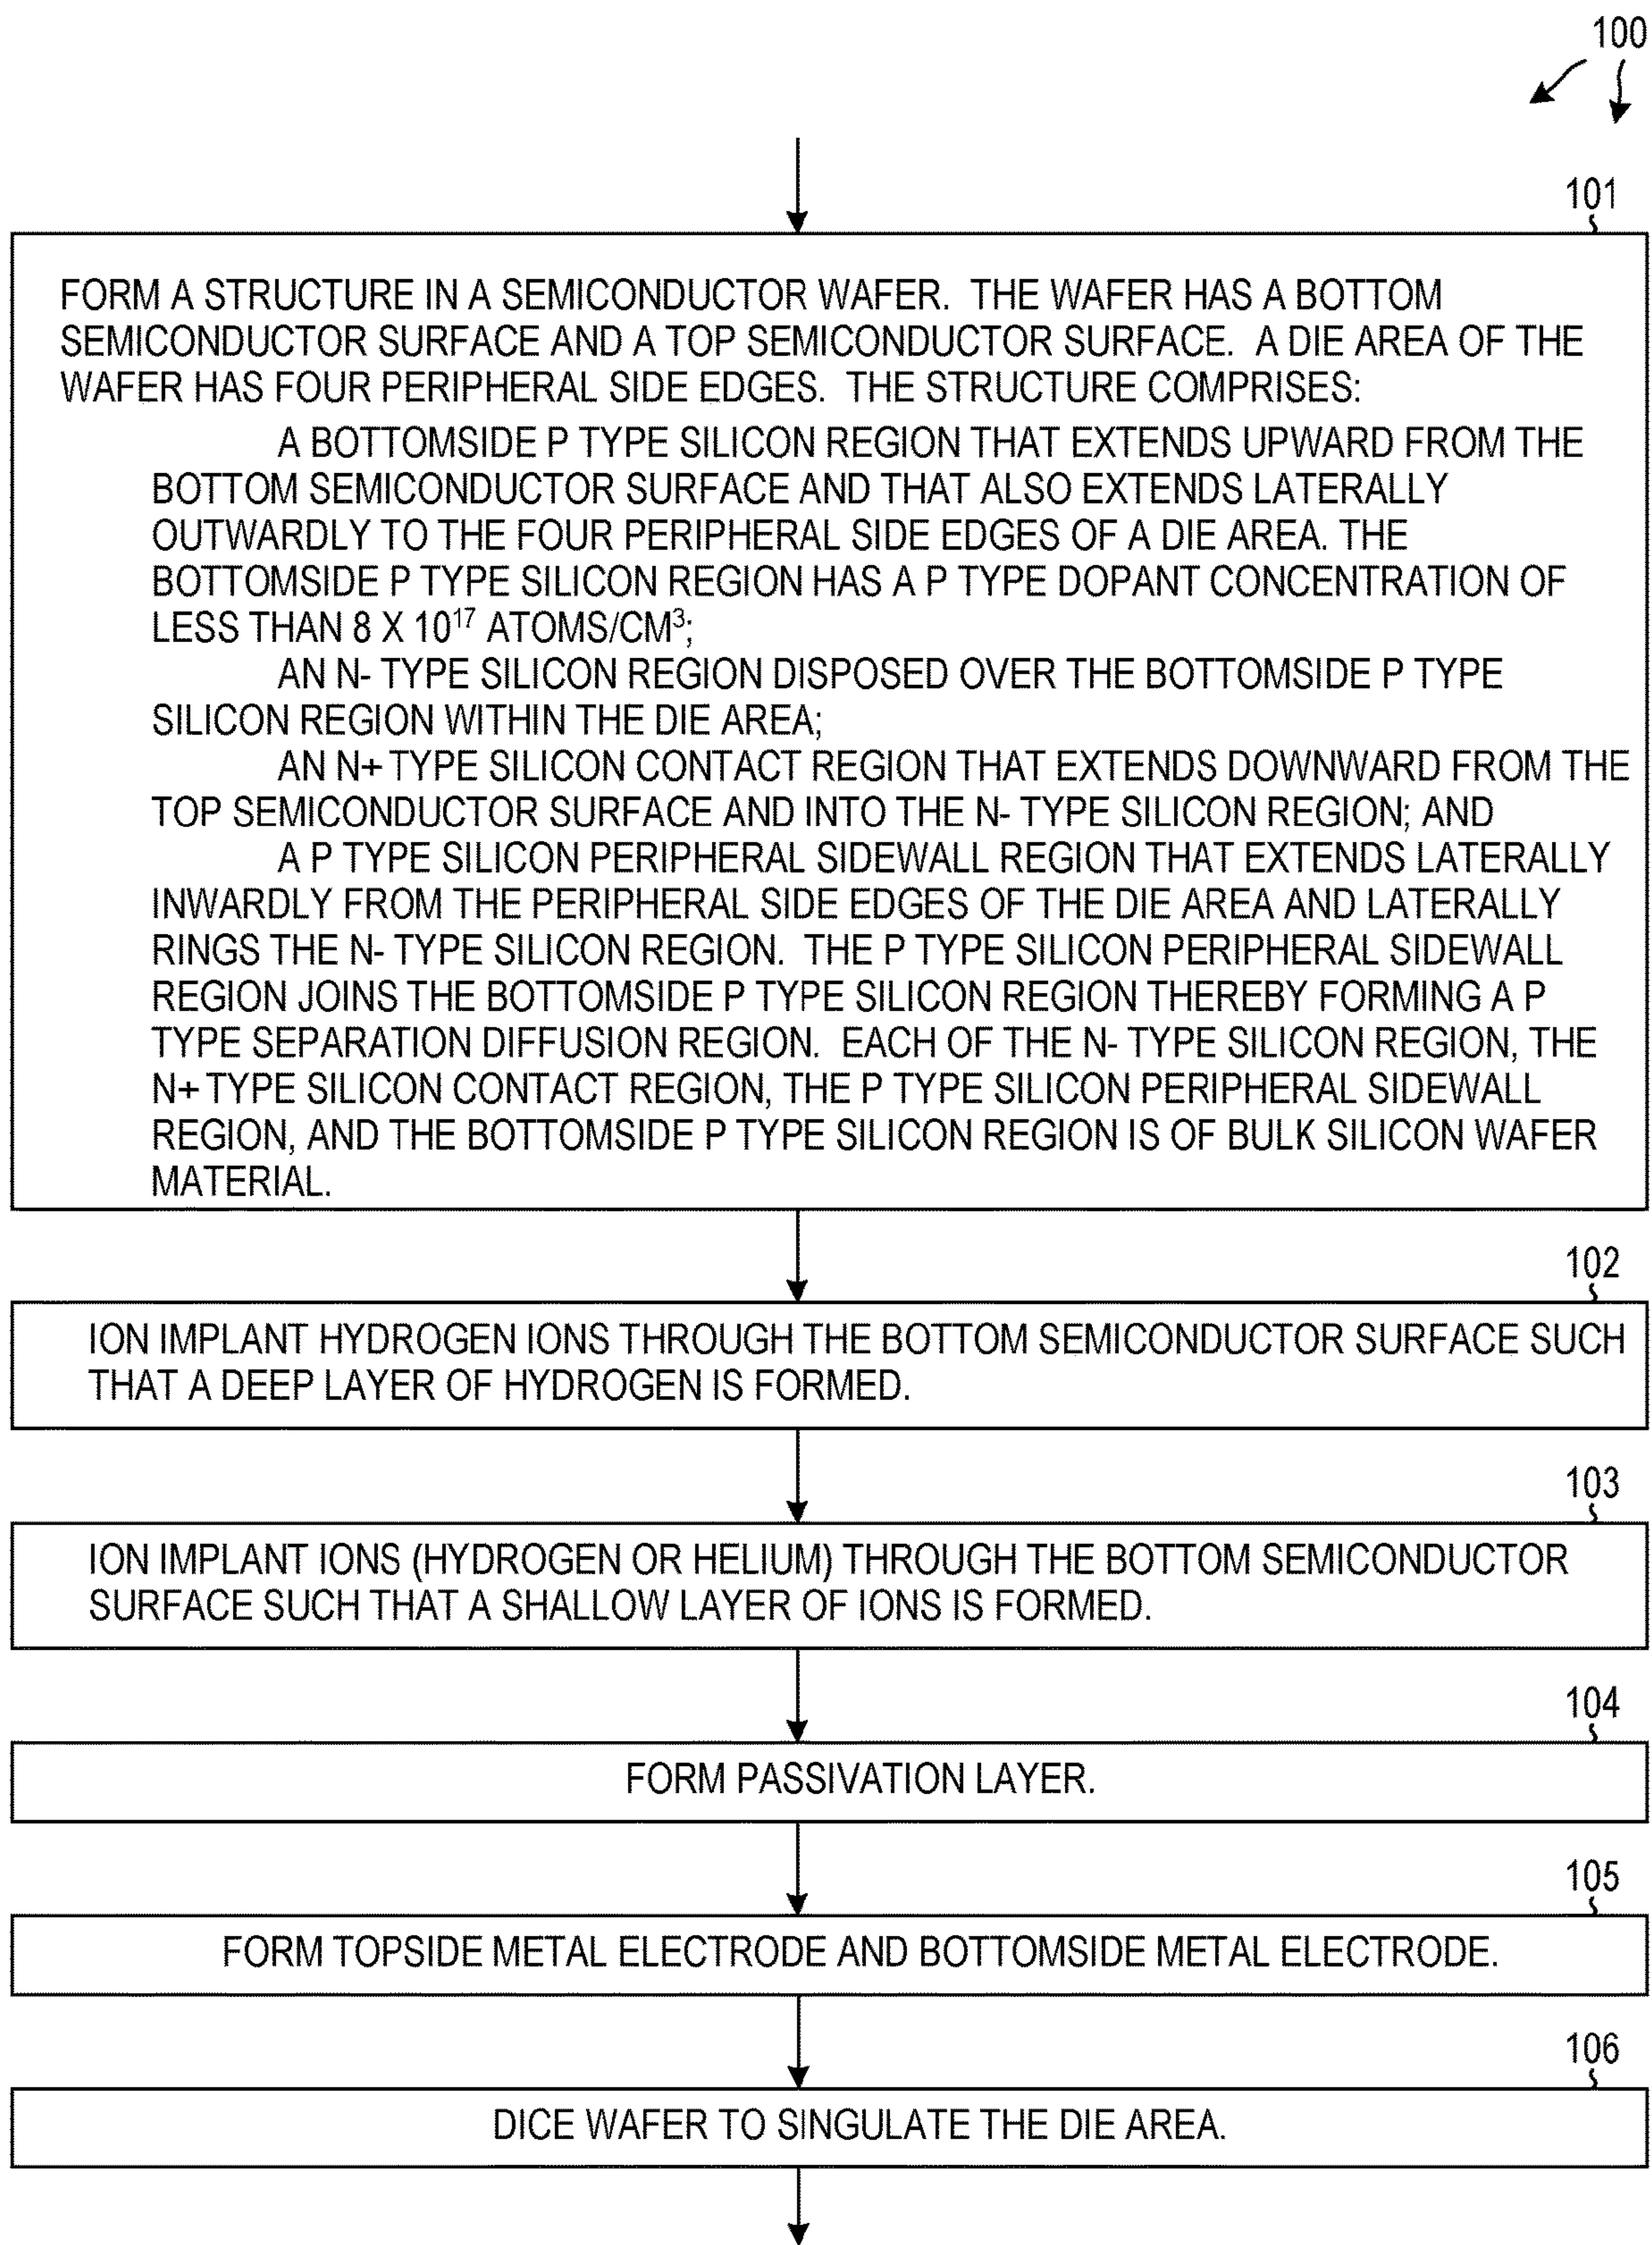 100
101
FORM A STRUCTURE IN A SEMICONDUCTOR WAFER. THE WAFER HAS A BOTTOM
SEMICONDUCTOR SURFACE AND A TOP SEMICONDUCTOR SURFACE. A DIE AREA OF THE
WAFER HAS FOUR PERIPHERAL SIDE EDGES. THE STRUCTURE COMPRISES:
A BOTTOMSIDE P TYPE SILICON REGION THAT EXTENDS UPWARD FROM THE
BOTTOM SEMICONDUCTOR SURFACE AND THAT ALSO EXTENDS LATERALLY
OUTWARDLY TO THE FOUR PERIPHERAL SIDE EDGES OF A DIE AREA. THE
BOTTOMSIDE P TYPE SILICON REGION HAS A P TYPE DOPANT CONCENTRATION OF
LESS THAN 8 X 10¹⁷ ATOMS/CM³;
AN N- TYPE SILICON REGION DISPOSED OVER THE BOTTOMSIDE P TYPE
SILICON REGION WITHIN THE DIE AREA;
AN N+ TYPE SILICON CONTACT REGION THAT EXTENDS DOWNWARD FROM THE
TOP SEMICONDUCTOR SURFACE AND INTO THE N- TYPE SILICON REGION; AND
A P TYPE SILICON PERIPHERAL SIDEWALL REGION THAT EXTENDS LATERALLY
INWARDLY FROM THE PERIPHERAL SIDE EDGES OF THE DIE AREA AND LATERALLY
RINGS THE N- TYPE SILICON REGION. THE P TYPE SILICON PERIPHERAL SIDEWALL
REGION JOINS THE BOTTOMSIDE P TYPE SILICON REGION THEREBY FORMING A P
TYPE SEPARATION DIFFUSION REGION. EACH OF THE N- TYPE SILICON REGION, THE
N+ TYPE SILICON CONTACT REGION, THE P TYPE SILICON PERIPHERAL SIDEWALL
REGION, AND THE BOTTOMSIDE P TYPE SILICON REGION IS OF BULK SILICON WAFER
MATERIAL.
102
ION IMPLANT HYDROGEN IONS THROUGH THE BOTTOM SEMICONDUCTOR SURFACE SUCH
THAT A DEEP LAYER OF HYDROGEN IS FORMED.
103
ION IMPLANT IONS (HYDROGEN OR HELIUM) THROUGH THE BOTTOM SEMICONDUCTOR
SURFACE SUCH THAT A SHALLOW LAYER OF IONS IS FORMED.
104
FORM PASSIVATION LAYER.
105
FORM TOPSIDE METAL ELECTRODE AND BOTTOMSIDE METAL ELECTRODE.
106
DICE WAFER TO SINGULATE THE DIE AREA.